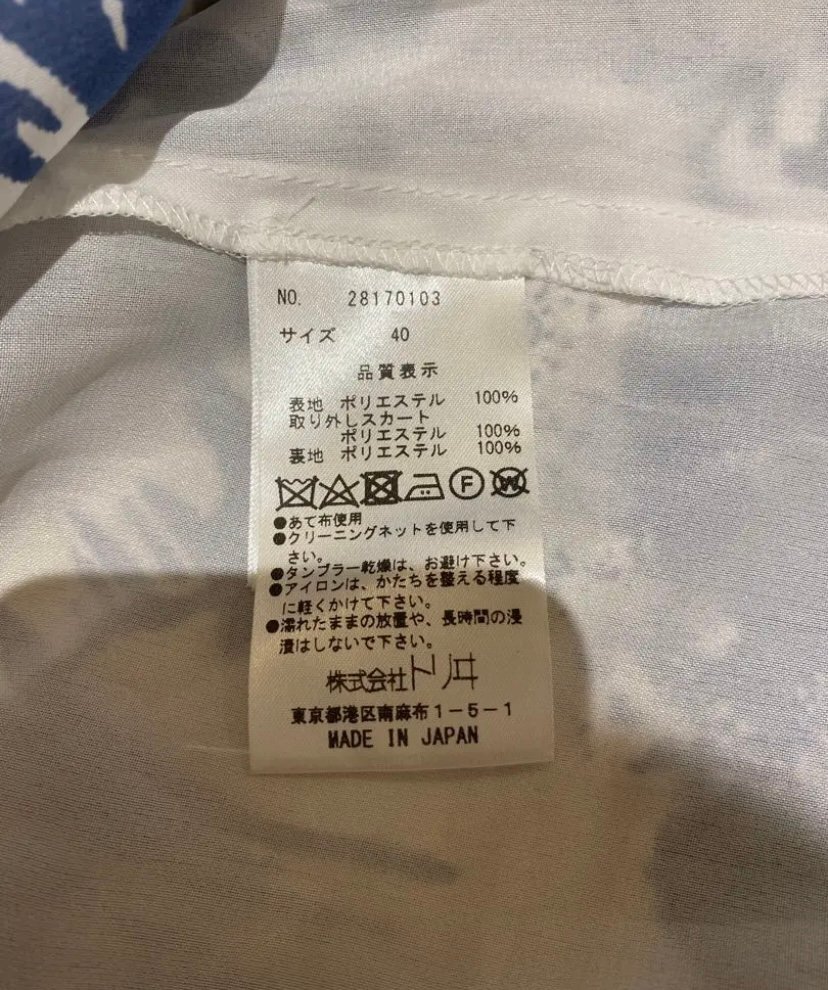 NO. 28170103
サイズ 40
品質表示
表地 ポリエステル 100%
取り外しスカート
ポリエステル 100%
裏地 ポリエステル 100%
F W
●あて布使用
●クリーニングネットを使用して下
さい。
●タンブラー乾燥は、お避け下さい。
●アイロンは、かたちを整える程度
に軽くかけて下さい。
●濡れたままの放置や、長時間の浸
漬はしないで下さい。
株式会社トリヰ
東京都港区南麻布1-5-1
MADE IN JAPAN